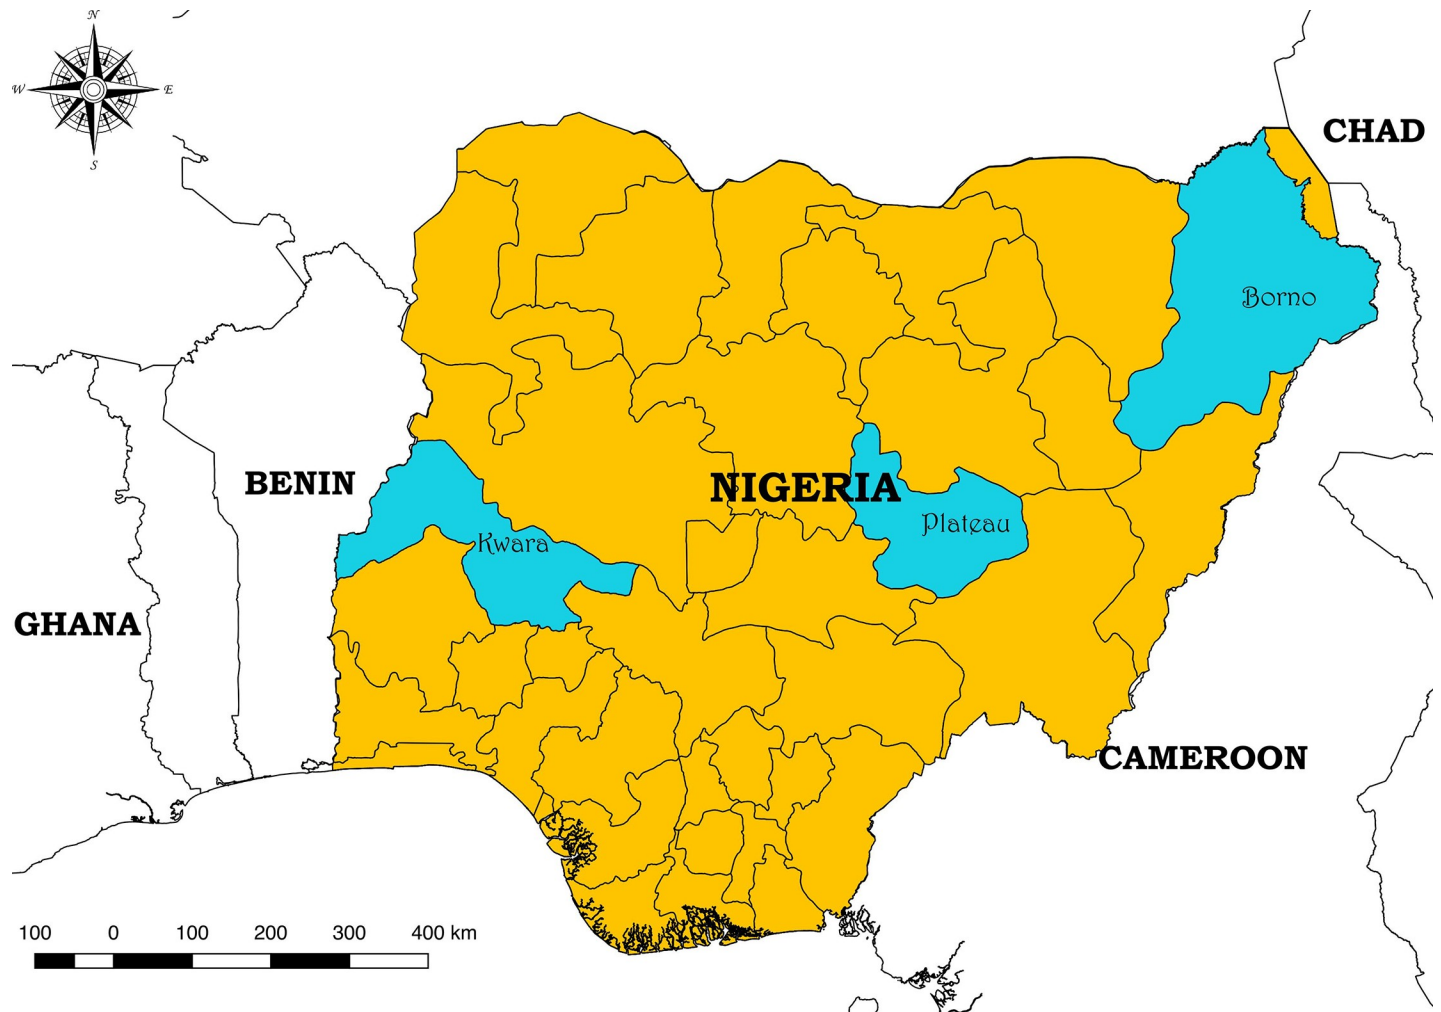 N
W
E
S
CHAD
Borno
BENIN
NIGERIA
Plateau
Kwara
GHANA
CAMEROON
100 0 100 200 300 400 km